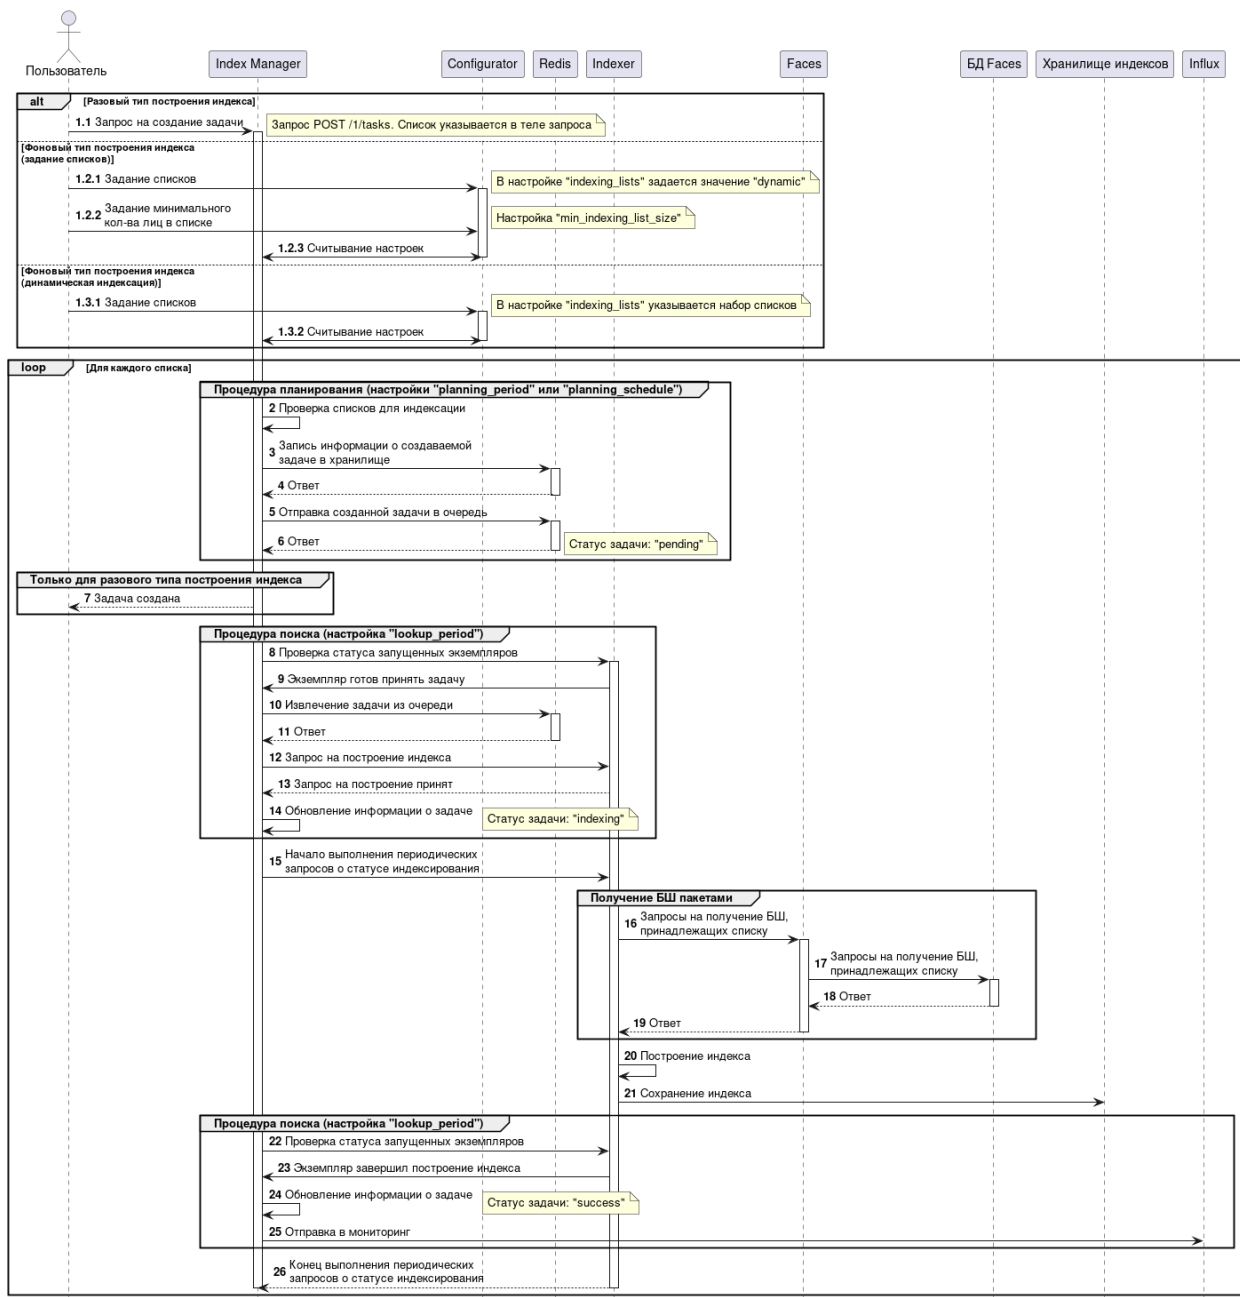 Пользователь
Index Manager
Configurator
Redis
Indexer
Faces
БД Faces
Хранилище индексов
Influx
alt
[Разовый тип построения индекса]
1.1 Запрос на создание задачи
Запрос POST /1/tasks. Список указывается в теле запроса
[Фоновый тип построения индекса
(задание списков)]
1.2.1 Задание списков
В настройке "indexing_lists" задается значение "dynamic"
1.2.2 Задание минимального
кол-ва лиц в списке
Настройка "min_indexing_list_size"
1.2.3 Считывание настроек
[Фоновый тип построения индекса
(динамическая индексация)]
1.3.1 Задание списков
В настройке "indexing_lists" указывается набор списков
1.3.2 Считывание настроек
loop
[Для каждого списка]
Процедура планирования (настройки "planning_period" или "planning_schedule")
2 Проверка списков для индексации
3 Запись информации о создаваемой
задаче в хранилище
4 Ответ
5 Отправка созданной задачи в очередь
6 Ответ
Статус задачи: "pending"
Только для разового типа построения индекса
7 Задача создана
Процедура поиска (настройка "lookup_period")
8 Проверка статуса запущенных экземпляров
9 Экземпляр готов принять задачу
10 Извлечение задачи из очереди
11 Ответ
12 Запрос на построение индекса
13 Запрос на построение принят
14 Обновление информации о задаче
Статус задачи: "indexing"
15 Начало выполнения периодических
запросов о статусе индексирования
Получение БШ пакетами
16 Запросы на получение БШ,
принадлежащих списку
17 Запросы на получение БШ,
принадлежащих списку
18 Ответ
19 Ответ
20 Построение индекса
21 Сохранение индекса
Процедура поиска (настройка "lookup_period")
22 Проверка статуса запущенных экземпляров
23 Экземпляр завершил построение индекса
24 Обновление информации о задаче
Статус задачи: "success"
25 Отправка в мониторинг
26 Конец выполнения периодических
запросов о статусе индексирования